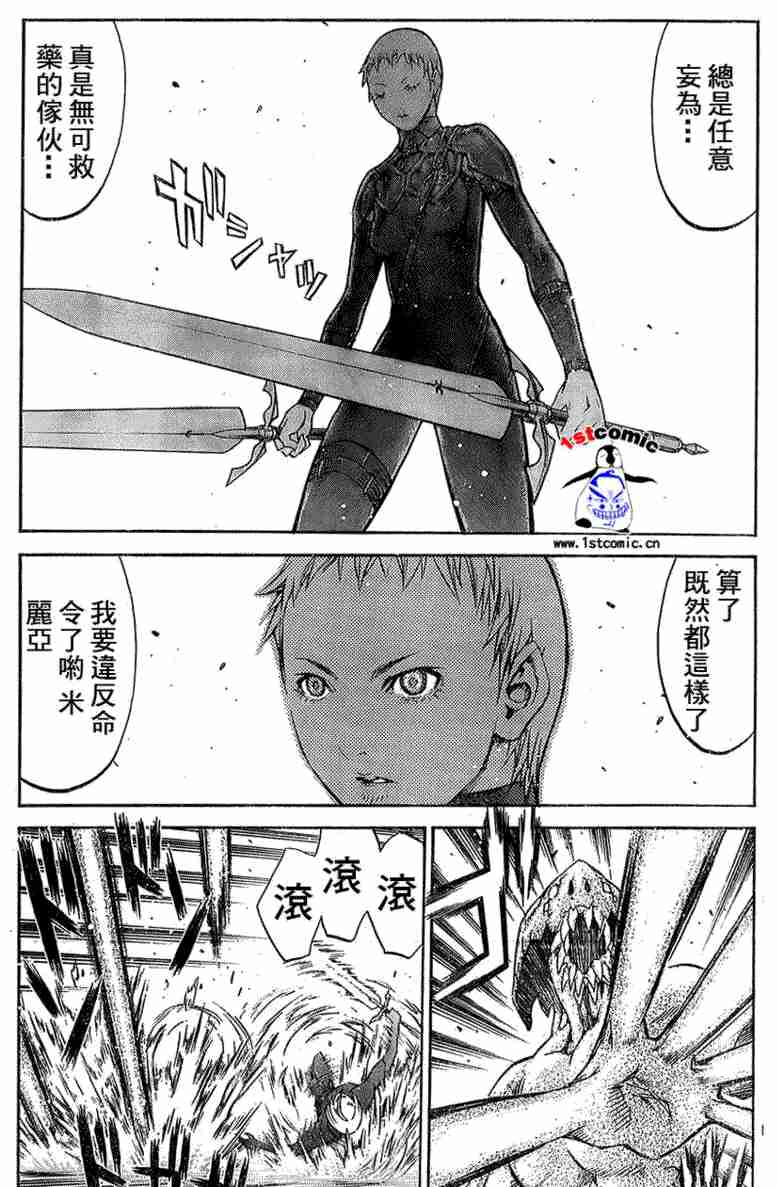 總是任意
妄為…
真是無可救
藥的傢伙…
ガシャッ
1stcomic
www.1stcomic.cn
算了
既然都這樣了
我要違反命
令了喲 米
麗亞
滾
滾
滾
1